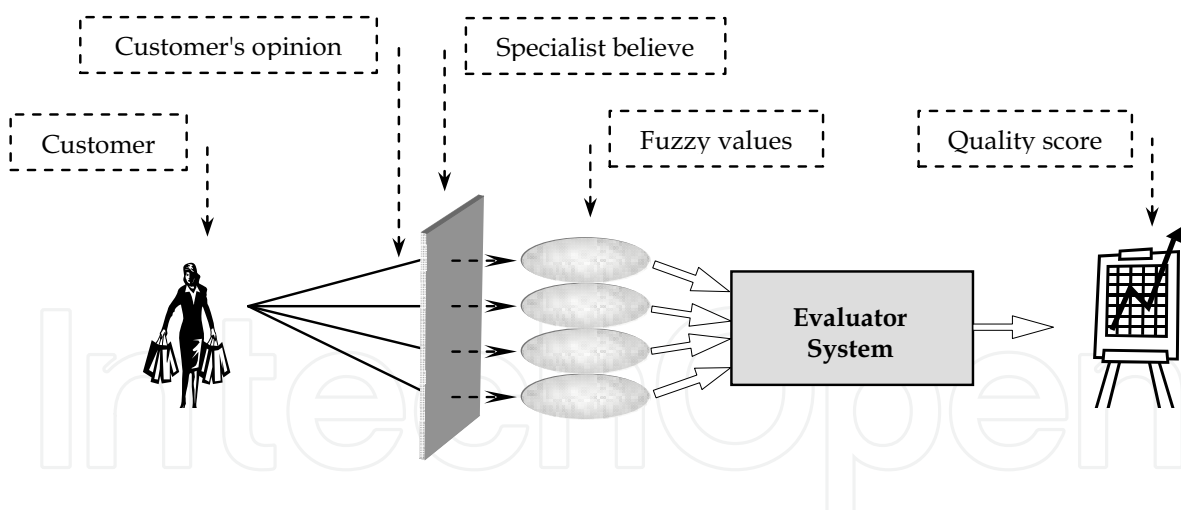 Customer's opinion
Specialist believe
Customer
Fuzzy values
Quality score
Evaluator
System
IntechOpen